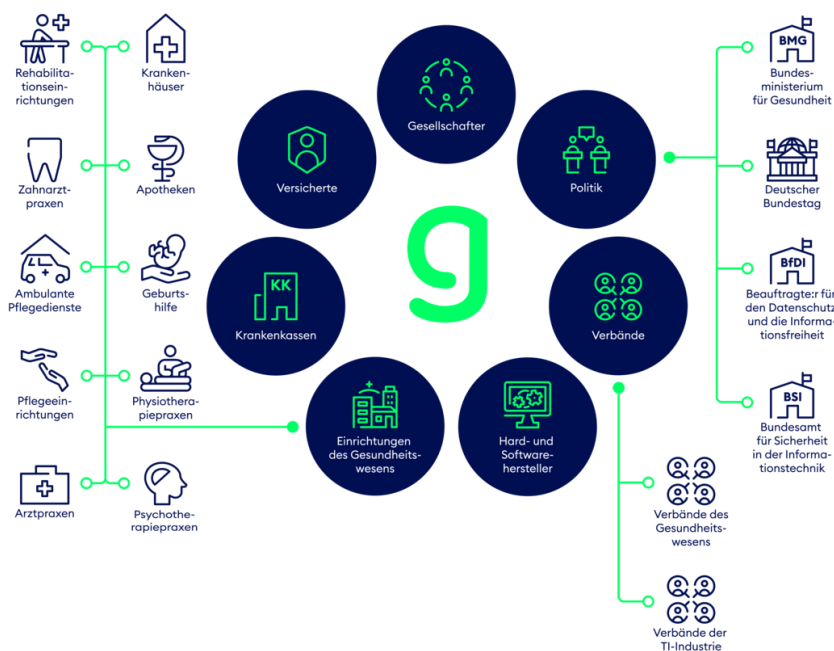 Rehabilita-
tionsein-
richtungen
Kranken-
häuser
Zahnarzt-
praxen
Apotheken
Ambulante
Pflegedienste
Geburts-
hilfe
Pflegeein-
richtungen
Physiothera-
piepraxen
Arztpraxen
Psychothe-
rapiepraxen
Gesellschafter
Versicherte
Politik
g
KK
Krankenkassen
Verbände
Einrichtungen
des Gesundheits-
wesens
Hard- und
Software-
hersteller
BMG
Bundes-
ministerium
für Gesundheit
Deutscher
Bundestag
BfDI
Beauftragte:r für
den Datenschutz
und die Informa-
tionsfreiheit
BSI
Bundesamt
für Sicherheit
in der Informa-
tionstechnik
Verbände des
Gesundheits-
wesens
Verbände der
TI-Industrie